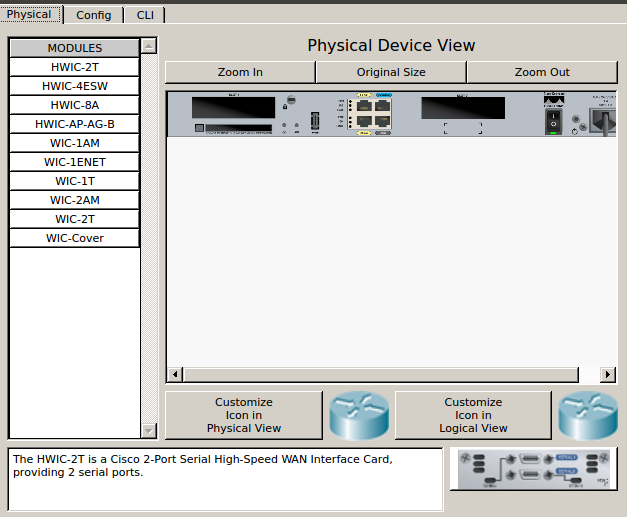 Physical Config CLI
MODULES
HWIC-2T
HWIC-4ESW
HWIC-8A
HWIC-AP-AG-B
WIC-1AM
WIC-1ENET
WIC-1T
WIC-2AM
WIC-2T
WIC-Cover
Physical Device View
Zoom In Original Size Zoom Out
Customize
Icon in
Physical View
Customize
Icon in
Logical View
The HWIC-2T is a Cisco 2-Port Serial High-Speed WAN Interface Card,
providing 2 serial ports.